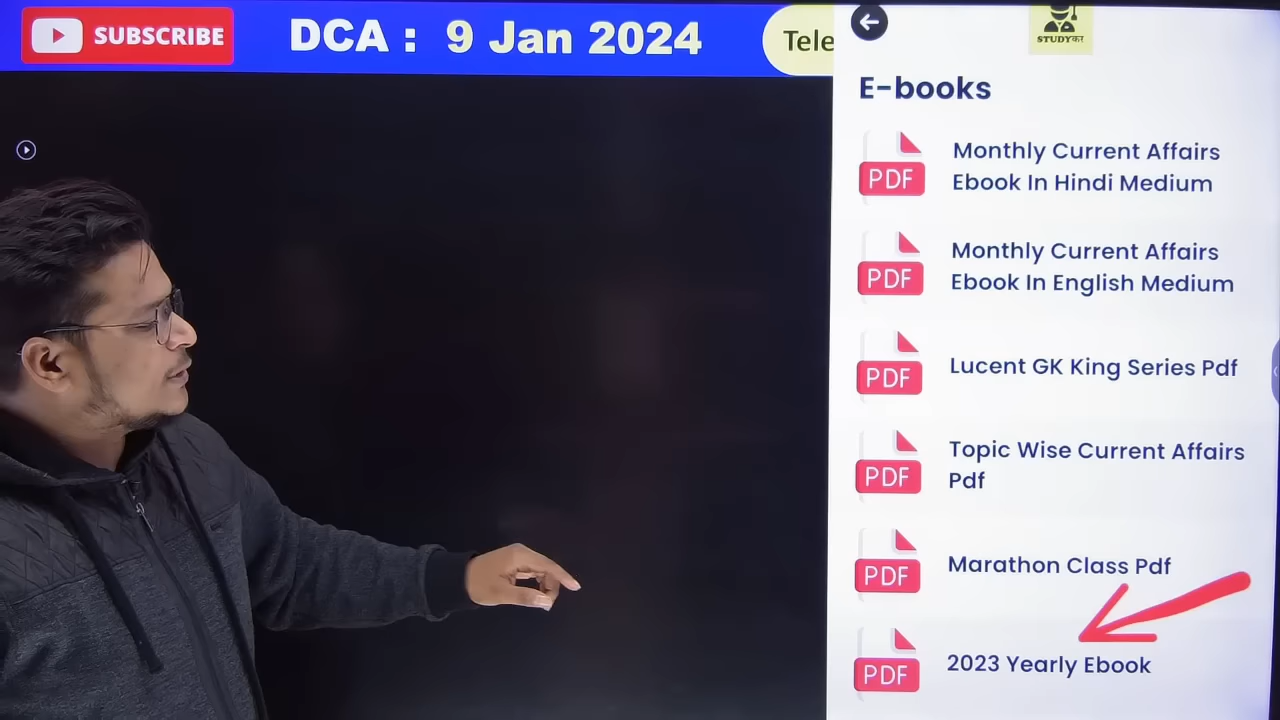 SUBSCRIBE
DCA : 9 Jan 2024
Tele
STUDYकर
E-books
PDF
Monthly Current Affairs
Ebook In Hindi Medium
PDF
Monthly Current Affairs
Ebook In English Medium
PDF
Lucent GK King Series Pdf
PDF
Topic Wise Current Affairs
Pdf
PDF
Marathon Class Pdf
PDF
2023 Yearly Ebook